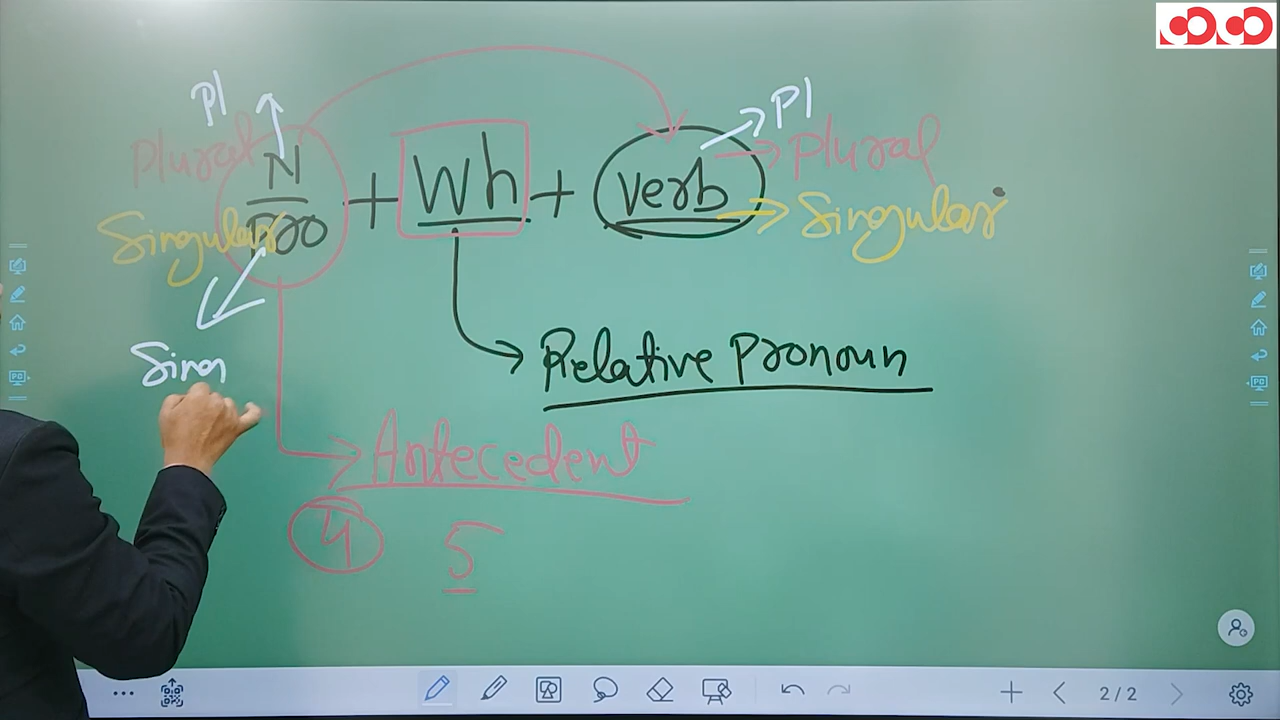 Pl
Pl
Plural N + Wh + verb Plural
Singular Pro Singular
Sing
Relative Pronoun
Antecedent
4 5
2/2